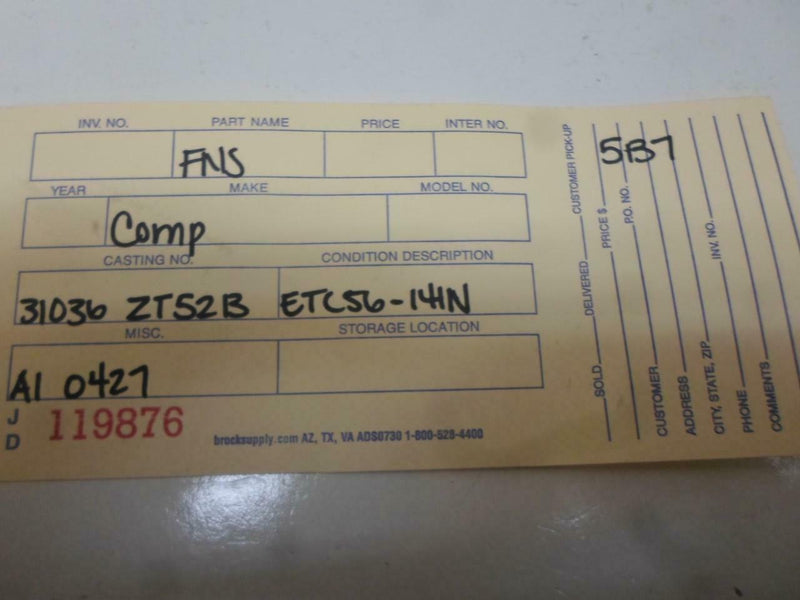 INV. NO. PART NAME PRICE INTER NO.
FNS
YEAR MAKE MODEL NO.
Comp
CASTING NO. CONDITION DESCRIPTION
31036 ZT52B ETC56-141N
MISC. STORAGE LOCATION
A1 0427
J D 119876
brocksupply.com AZ, TX, VA ADS0730 1-800-528-4400
SOLD DELIVERED CUSTOMER PICK-UP
PRICE $
5B7
P.O. NO.
CUSTOMER
ADDRESS
CITY, STATE, ZIP INV. NO.
PHONE
COMMENTS